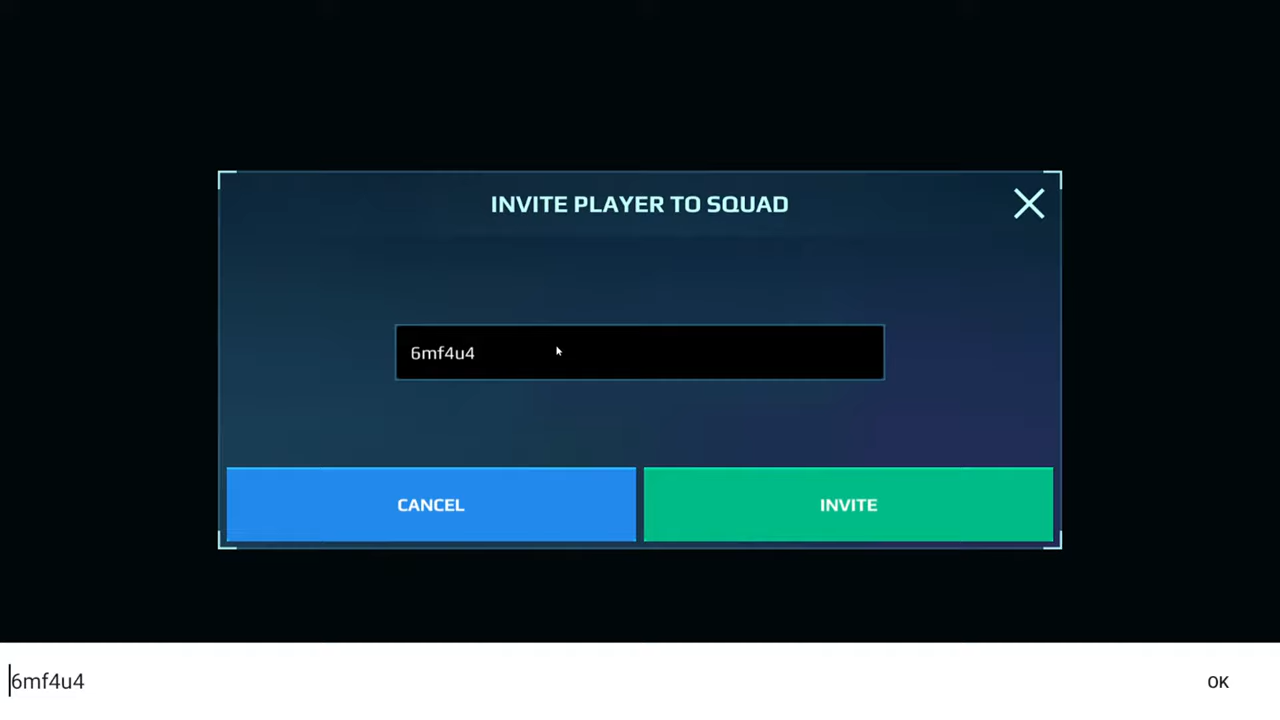 INVITE PLAYER TO SQUAD
6mf4u4
CANCEL
INVITE
6mf4u4
OK